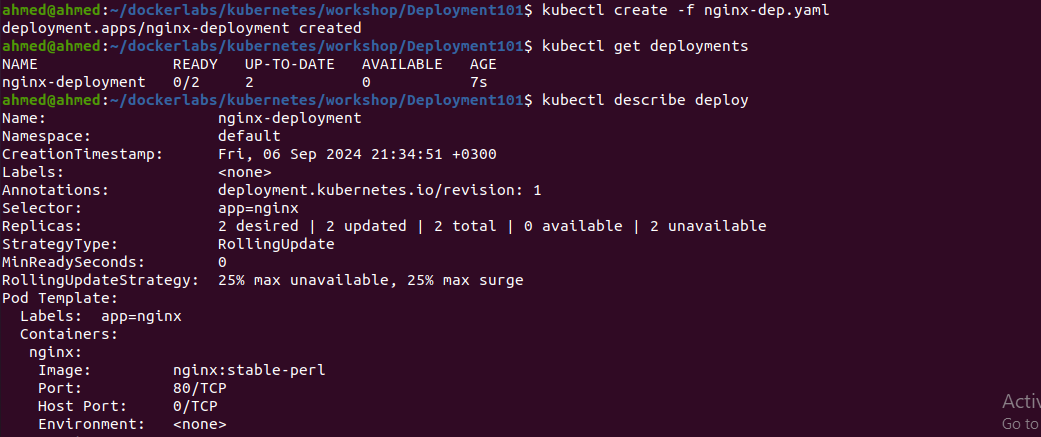 ahmed@ahmed:~/dockerlabs/kubernetes/workshop/Deployment101$ kubectl create -f nginx-dep.yaml
deployment.apps/nginx-deployment created
ahmed@ahmed:~/dockerlabs/kubernetes/workshop/Deployment101$ kubectl get deployments
NAME               READY   UP-TO-DATE   AVAILABLE   AGE
nginx-deployment   0/2     2            0           7s
ahmed@ahmed:~/dockerlabs/kubernetes/workshop/Deployment101$ kubectl describe deploy
Name:                   nginx-deployment
Namespace:              default
CreationTimestamp:      Fri, 06 Sep 2024 21:34:51 +0300
Labels:                 <none>
Annotations:            deployment.kubernetes.io/revision: 1
Selector:               app=nginx
Replicas:               2 desired | 2 updated | 2 total | 0 available | 2 unavailable
StrategyType:           RollingUpdate
MinReadySeconds:        0
RollingUpdateStrategy:  25% max unavailable, 25% max surge
Pod Template:
  Labels:  app=nginx
  Containers:
   nginx:
    Image:         nginx:stable-perl
    Port:          80/TCP
    Host Port:     0/TCP
    Environment:   <none>
Go to